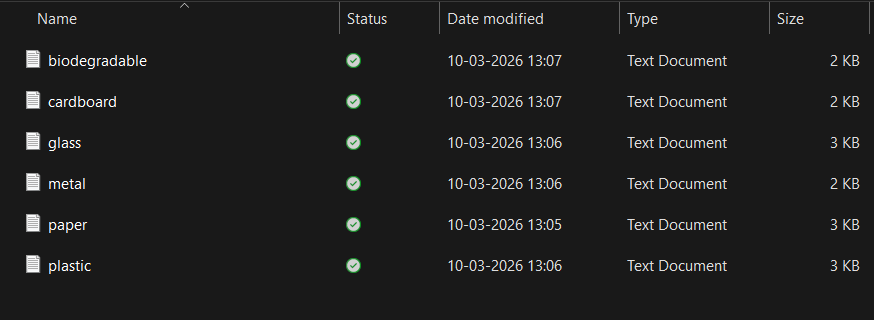 Name Status Date modified Type Size
biodegradable 10-03-2026 13:07 Text Document 2 KB
cardboard 10-03-2026 13:07 Text Document 2 KB
glass 10-03-2026 13:06 Text Document 3 KB
metal 10-03-2026 13:06 Text Document 2 KB
paper 10-03-2026 13:05 Text Document 3 KB
plastic 10-03-2026 13:06 Text Document 3 KB